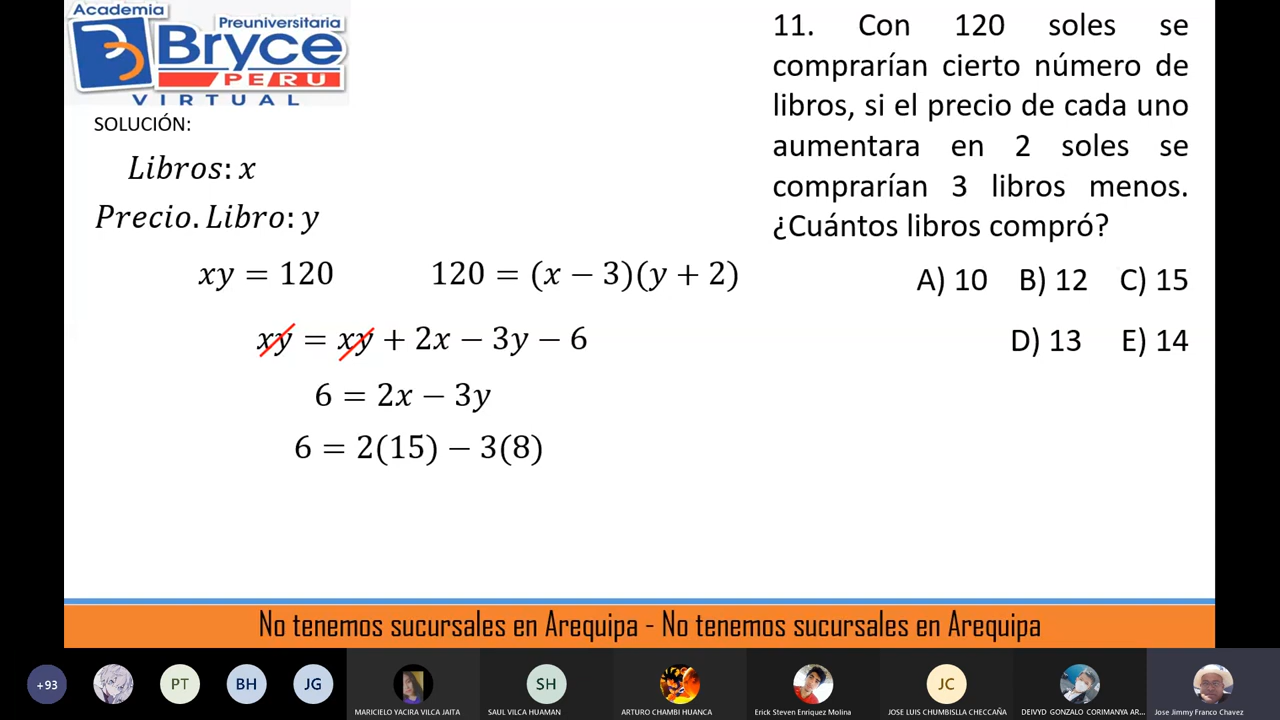 Academia
Preuniversitaria
Bryce
PERU
VIRTUAL
SOLUCIÓN:
Libros: x
Precio. Libro: y
xy = 120
120 = (x − 3)(y + 2)
xy = xy + 2x − 3y − 6
6 = 2x − 3y
6 = 2(15) − 3(8)
11. Con 120 soles se
comprarían cierto número de
libros, si el precio de cada uno
aumentara en 2 soles se
comprarían 3 libros menos.
¿Cuántos libros compró?
A) 10 B) 12 C) 15
D) 13 E) 14
No tenemos sucursales en Arequipa - No tenemos sucursales en Arequipa
+93
PT
BH
JG
SH
JC
MARICIELO YACIRA VILCA JAITA
SAUL VILCA HUAMAN
ARTURO CHAMBI HUANCA
Erick Steven Enriquez Molina
JOSE LUIS CHUMBISLLA CHECCAÑA
DEIVYD GONZALO CORIMANYA AR...
Jose Jimmy Franco Chavez